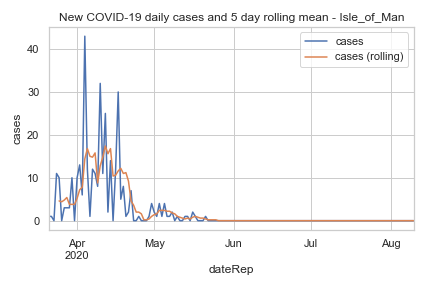 New COVID-19 daily cases and 5 day rolling mean - Isle_of_Man
cases
cases (rolling)
40
30
20
10
0
cases
Apr
2020
May
Jun
Jul
Aug
dateRep